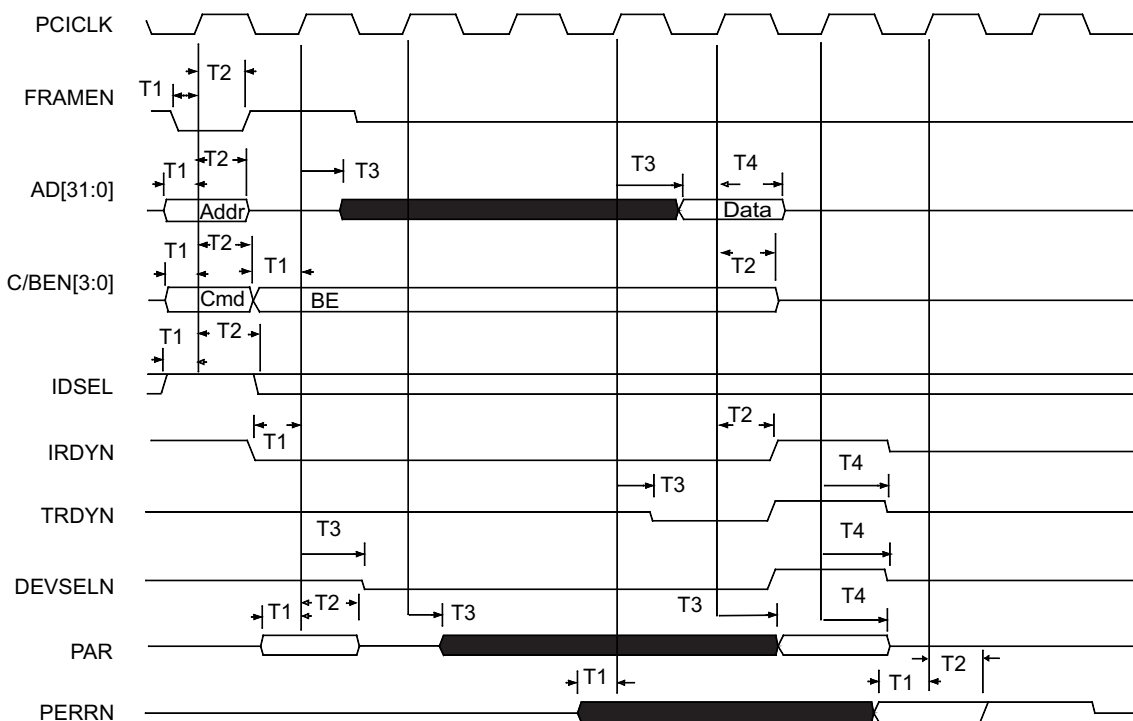 PCICLK
T2
T1
FRAMEN
T1 T2 T3 T3 T4
AD[31:0]
Addr Data
T1 T2 T1 T2
C/BEN[3:0]
Cmd BE
T1 T2
IDSEL
T1 T2
IRDYN
T4
T3
TRDYN
T3 T4
DEVSELN
T1 T2 T3 T3 T4
PAR
T1 T1 T2
PERRN